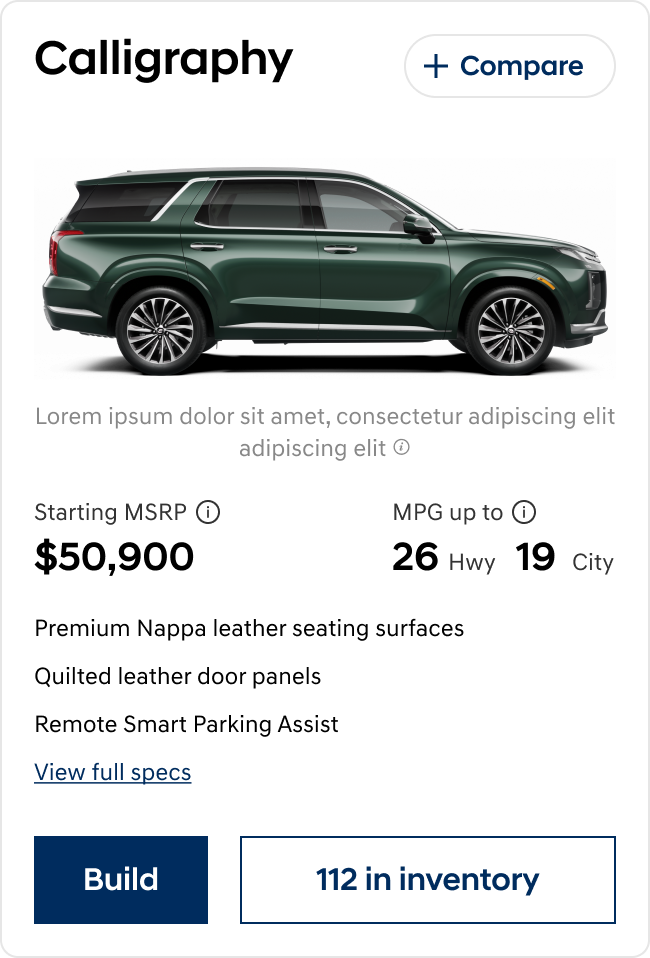 Calligraphy
+ Compare
Lorem ipsum dolor sit amet, consectetur adipiscing elit
adipiscing elit
Starting MSRP
$50,900
MPG up to
26 Hwy 19 City
Premium Nappa leather seating surfaces
Quilted leather door panels
Remote Smart Parking Assist
View full specs
Build
112 in inventory